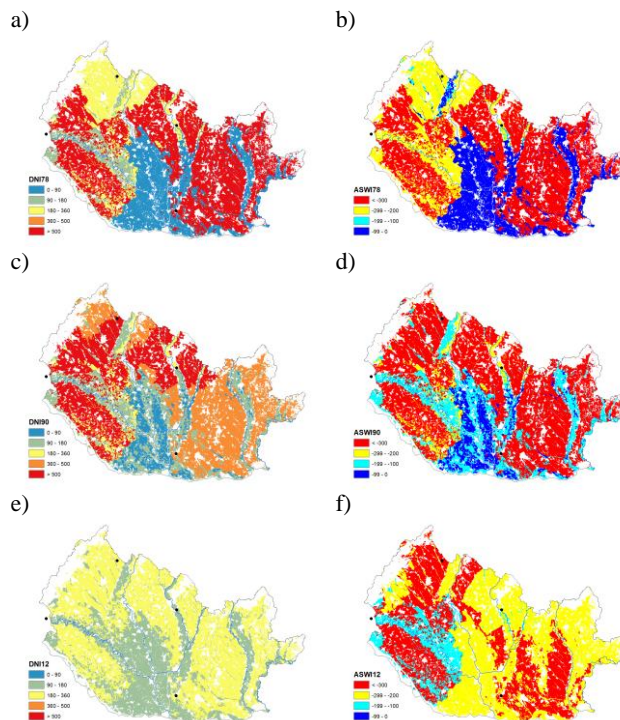 a)
b)
DNI78
0 - 90
90 - 180
180 - 360
360 - 500
> 500
ASWI78
< -300
-299 - -200
-199 - -100
-99 - 0
c)
d)
DNI90
0 - 90
90 - 180
180 - 360
360 - 500
> 500
ASWI90
< -300
-299 - -200
-199 - -100
-99 - 0
e)
f)
DNI12
0 - 90
90 - 180
180 - 360
360 - 500
> 500
ASWI12
< -300
-299 - -200
-199 - -100
-99 - 0